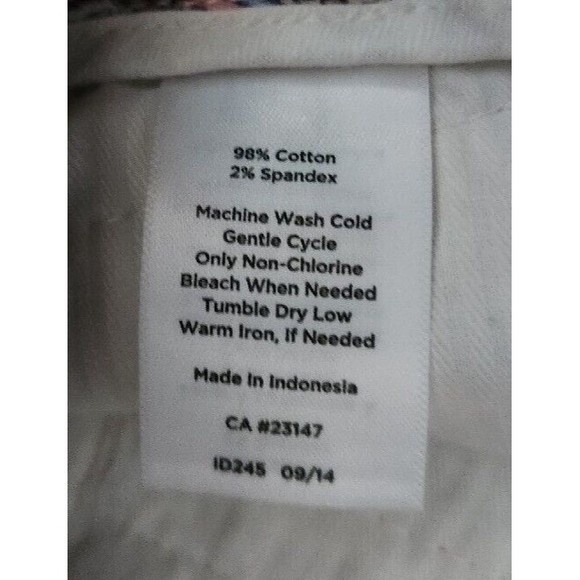 98% Cotton
2% Spandex
Machine Wash Cold
Gentle Cycle
Only Non-Chlorine
Bleach When Needed
Tumble Dry Low
Warm Iron, If Needed
Made In Indonesia
CA #23147
ID245 09/14